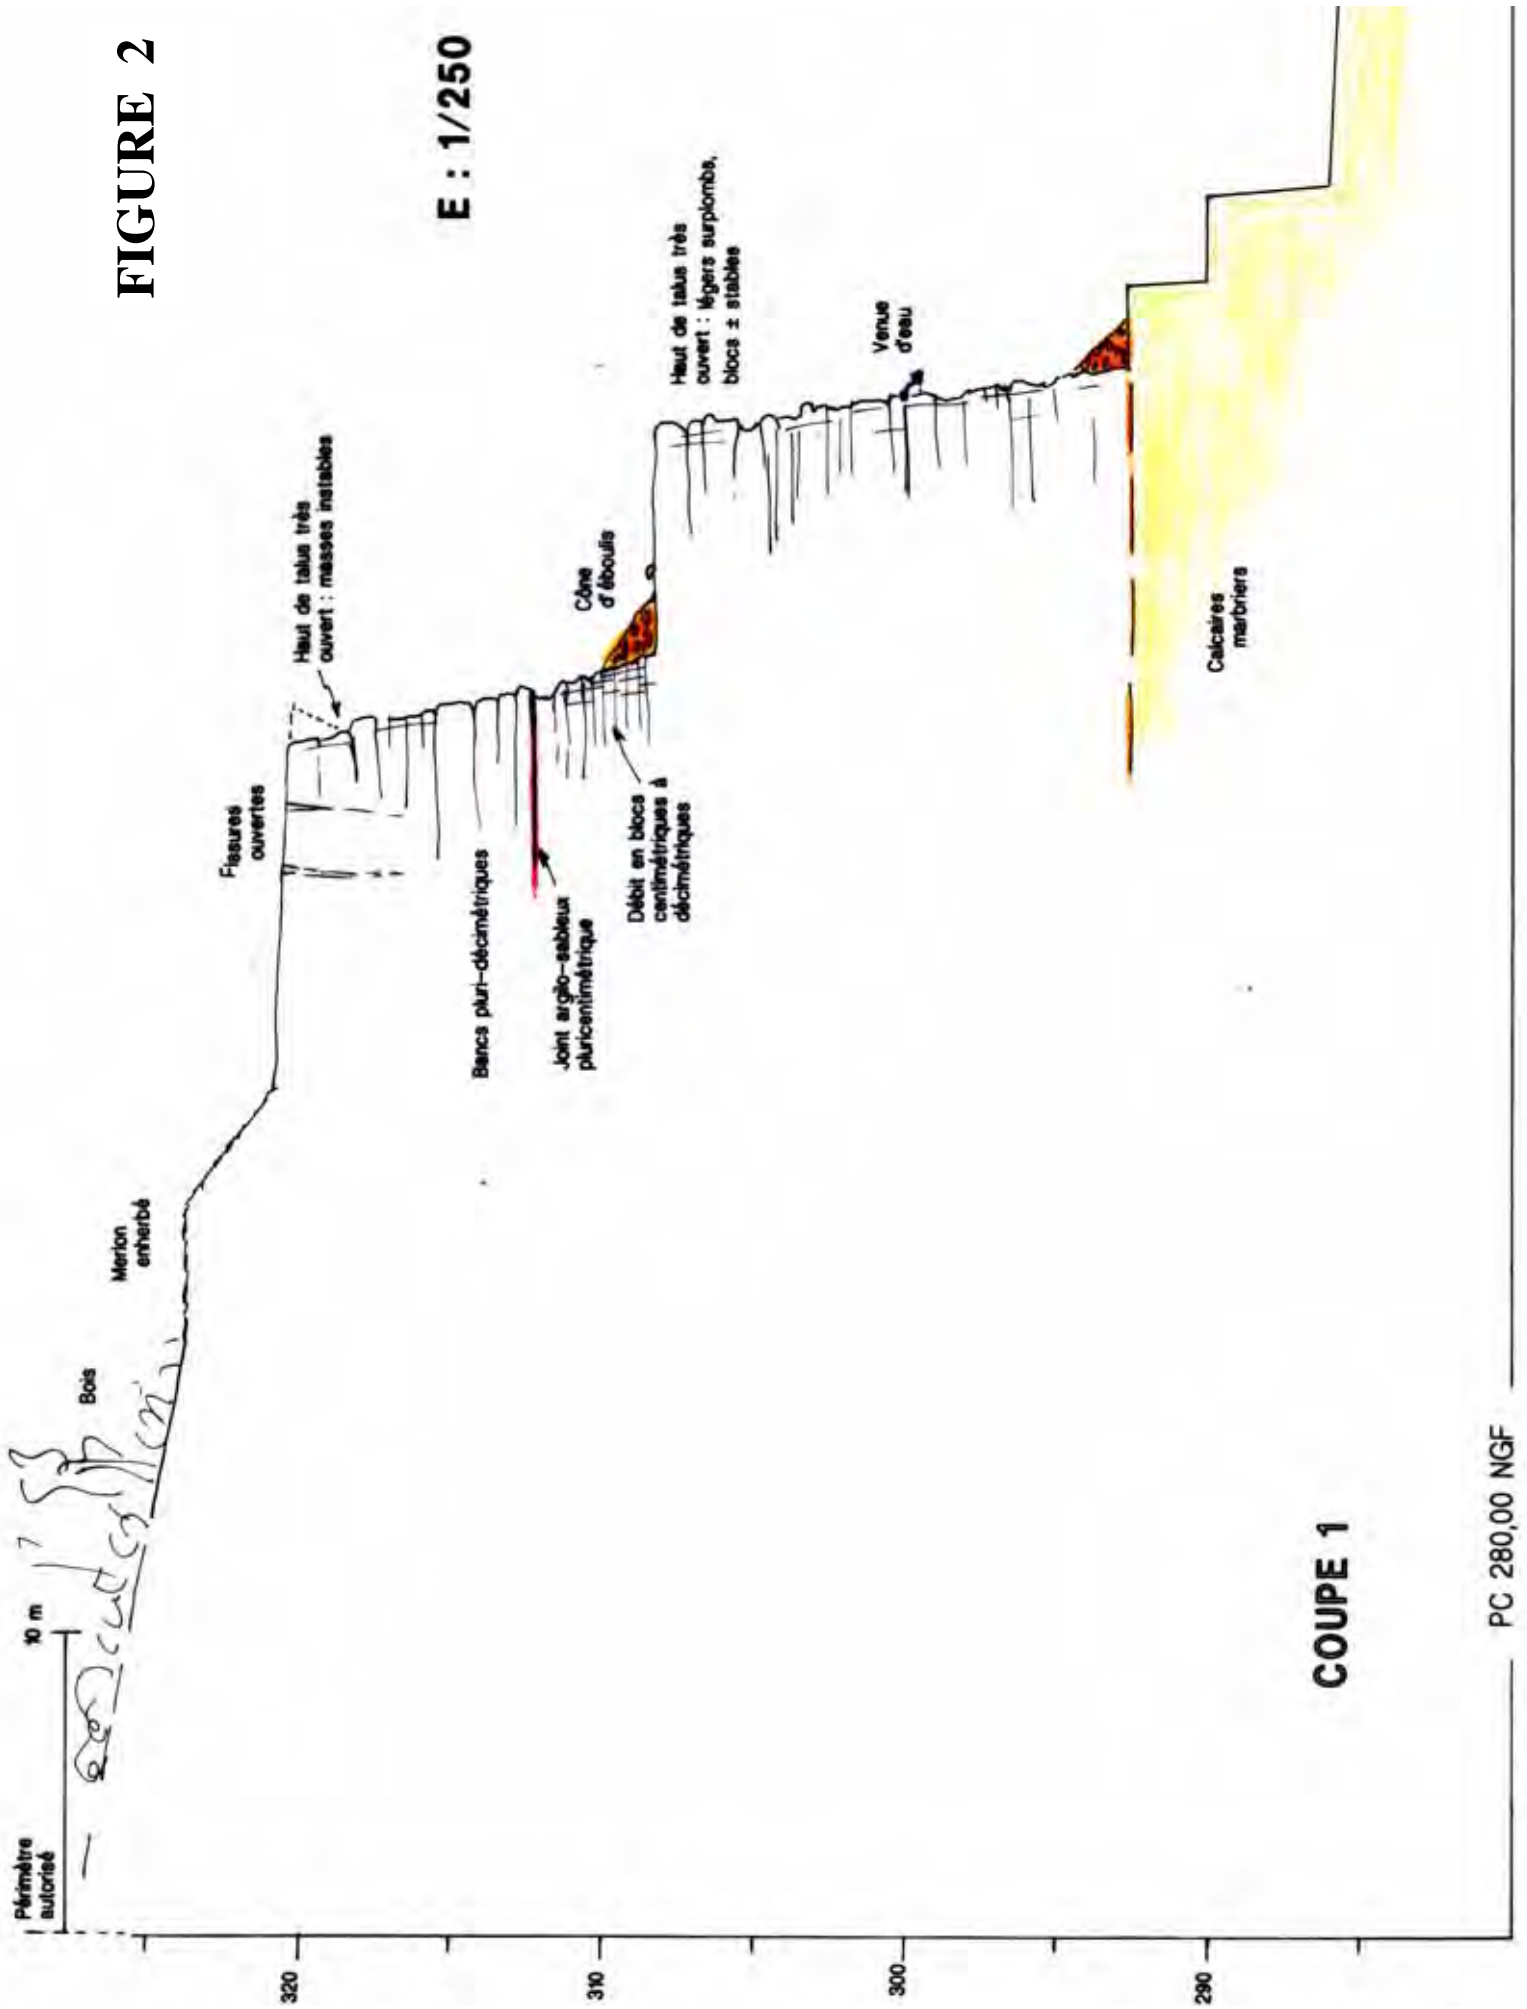 FIGURE 2
E : 1/250
Périmètre
autorisé
10 m
Bois
Merlon
enherbé
Fissures
ouvertes
Haut de talus très
ouvert : masses instables
Bancs pluri-décimétriques
Joint argilo-sableux
pluricentimétrique
Débit en blocs
centimétriques à
décimétriques
Cône
d'éboulis
Haut de talus très
ouvert : légers surplombs,
blocs ± stables
Venue
d'eau
Calcaires
marbriers
320
310
300
290
COUPE 1
PC 280,00 NGF